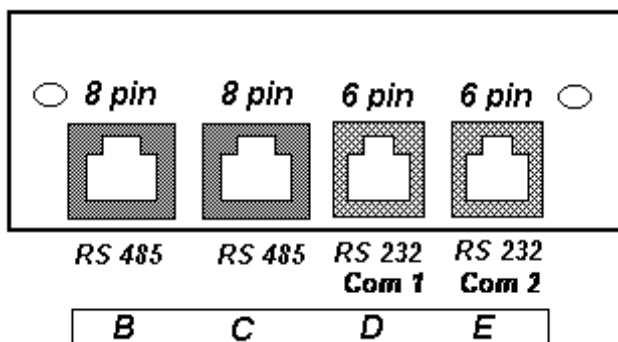 8 pin 8 pin 6 pin 6 pin
RS 485 RS 485 RS 232 RS 232
Com 1 Com 2
B C D E